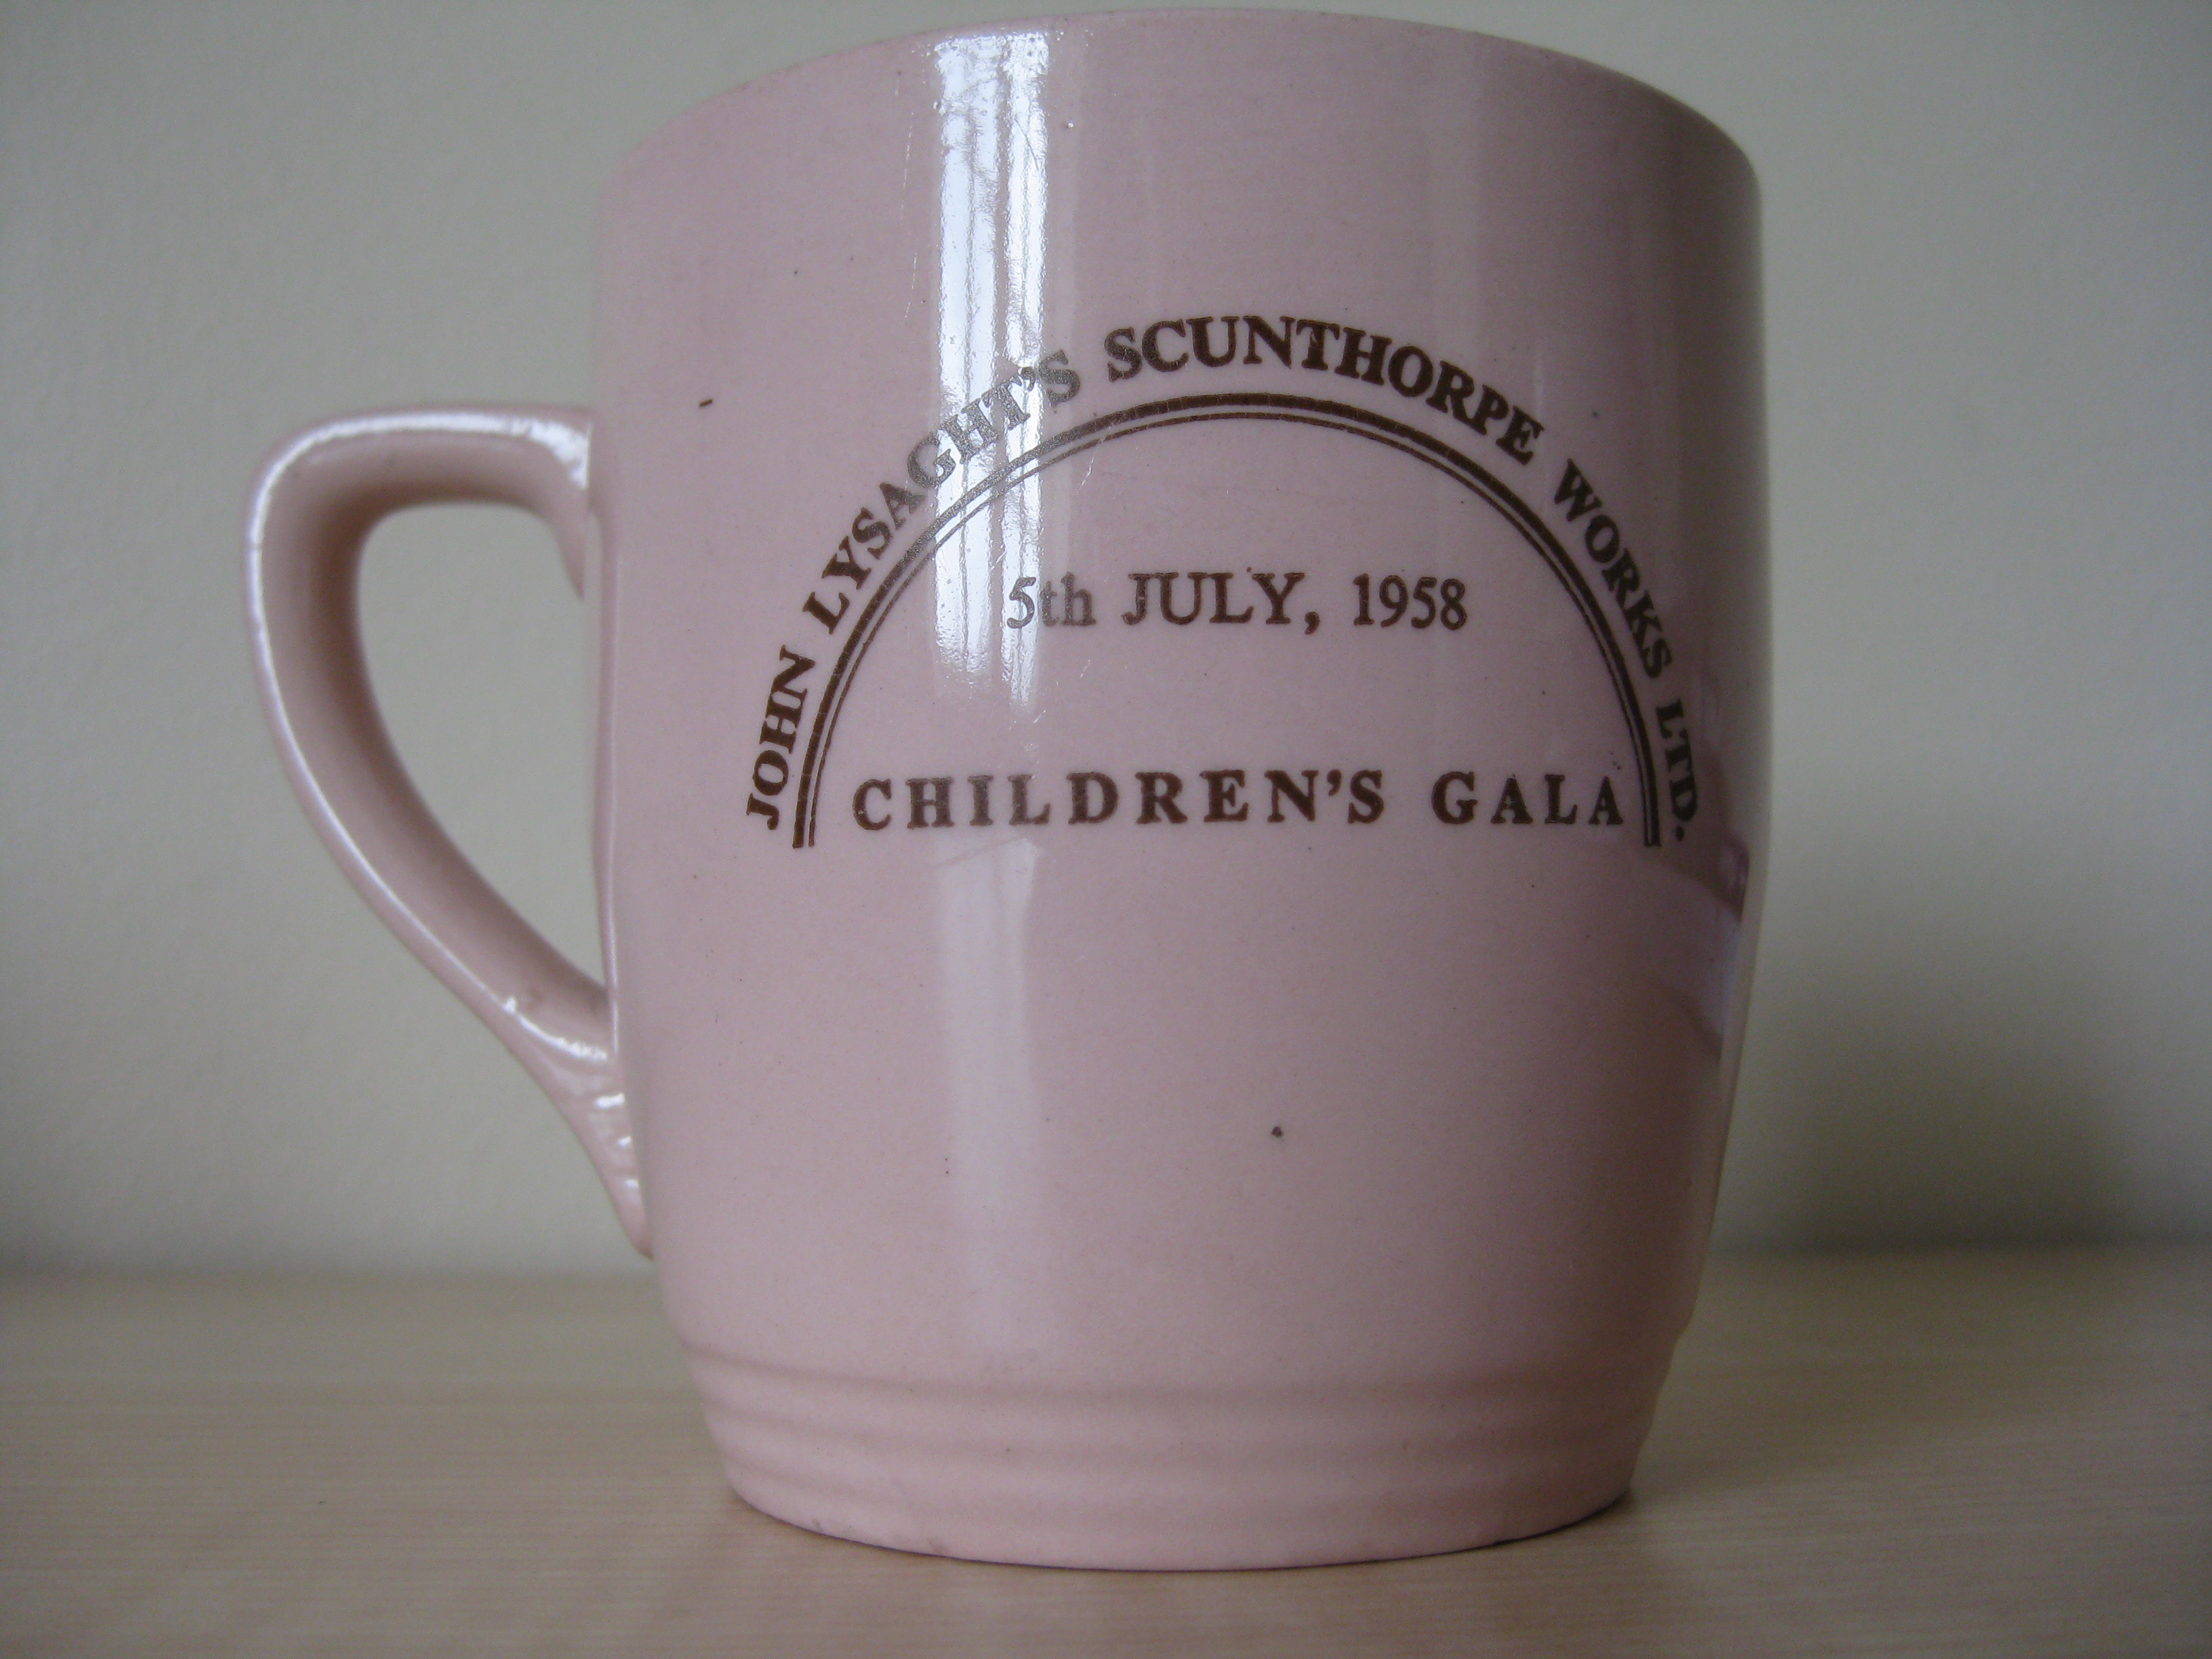 JOHN LYSAGHT'S SCUNTHORPE WORKS LTD.
5th JULY, 1958
CHILDREN'S GALA